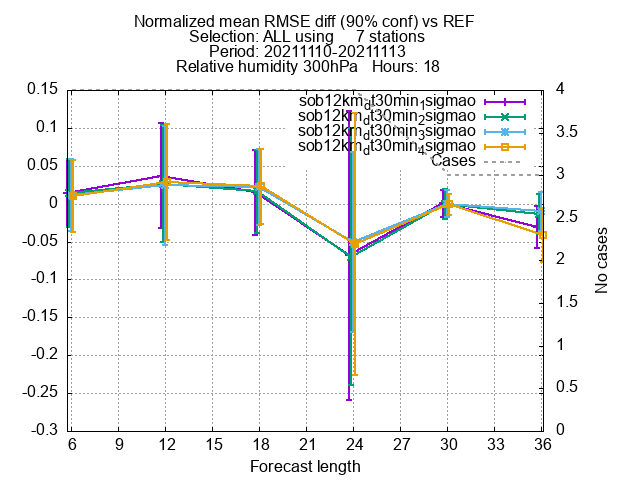 Normalized mean RMSE diff (90% conf) vs REF
Selection: ALL using 7 stations
Period: 20211110-20211113
Relative humidity 300hPa Hours: 18
sob12km_dt30min_1sigmao
sob12km_dt30min_2sigmao
sob12km_dt30min_3sigmao
sob12km_dt30min_4sigmao
Cases
0.15
0.1
0.05
0
-0.05
-0.1
-0.15
-0.2
-0.25
-0.3
4
3.5
3
2.5
2
1.5
1
0.5
0
No cases
6 9 12 15 18 21 24 27 30 33 36
Forecast length